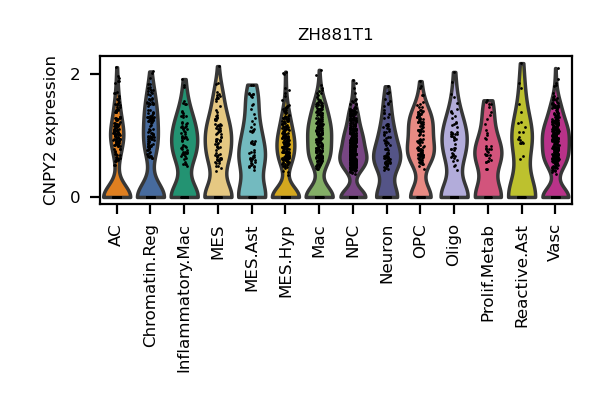 ZH881T1
CNPY2 expression
2
0
AC
Chromatin.Reg
Inflammatory.Mac
MES
MES.Ast
MES.Hyp
Mac
NPC
Neuron
OPC
Oligo
Prolif.Metab
Reactive.Ast
Vasc